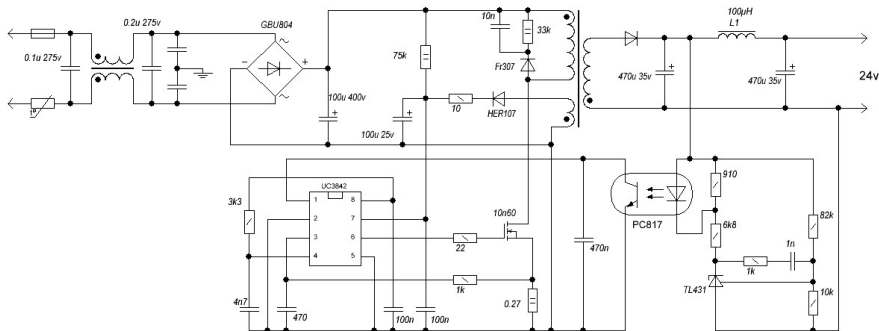 0.2u 275v
GBU804
10n
33k
100µH
L1
0.1u 275v
75k
Fr307
470u 35v
470u 35v
24v
1°
100u 400v
100u 25v
10
HER107
UC3842
3k3
1
2
3
4
8
7
6
5
10n60
22
1k
0.27
470n
PC817
910
6k8
82k
1n
1k
TL431
10k
4n7
470
100n
100n